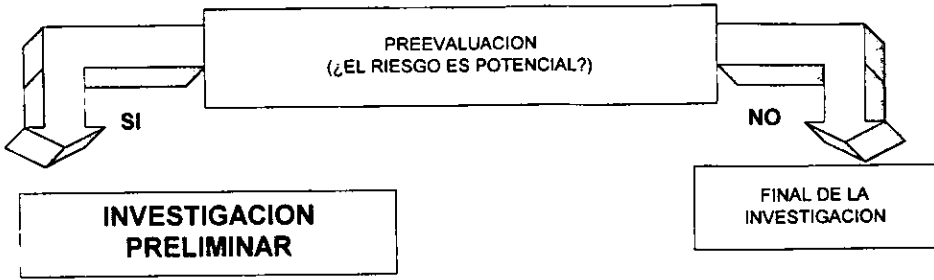 PREEVALUACION
(¿EL RIESGO ES POTENCIAL?)
SI
NO
INVESTIGACION
PRELIMINAR
FINAL DE LA
INVESTIGACION